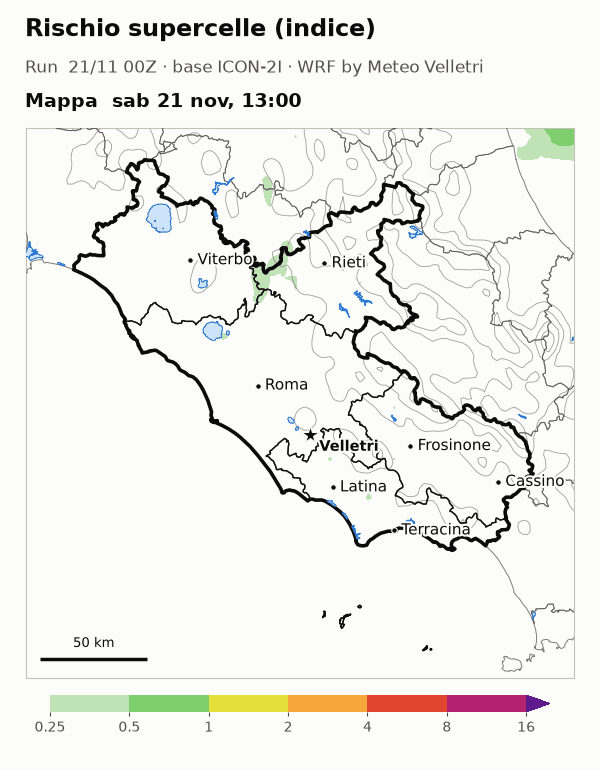 Rischio supercelle (indice)
Run  21/11 00Z · base ICON-2I · WRF by Meteo Velletri
Mappa  sab 21 nov, 13:00
Viterbo
Rieti
Roma
Velletri
Frosinone
Latina
Cassino
Terracina
50 km
0.25 0.5 1 2 4 8 16